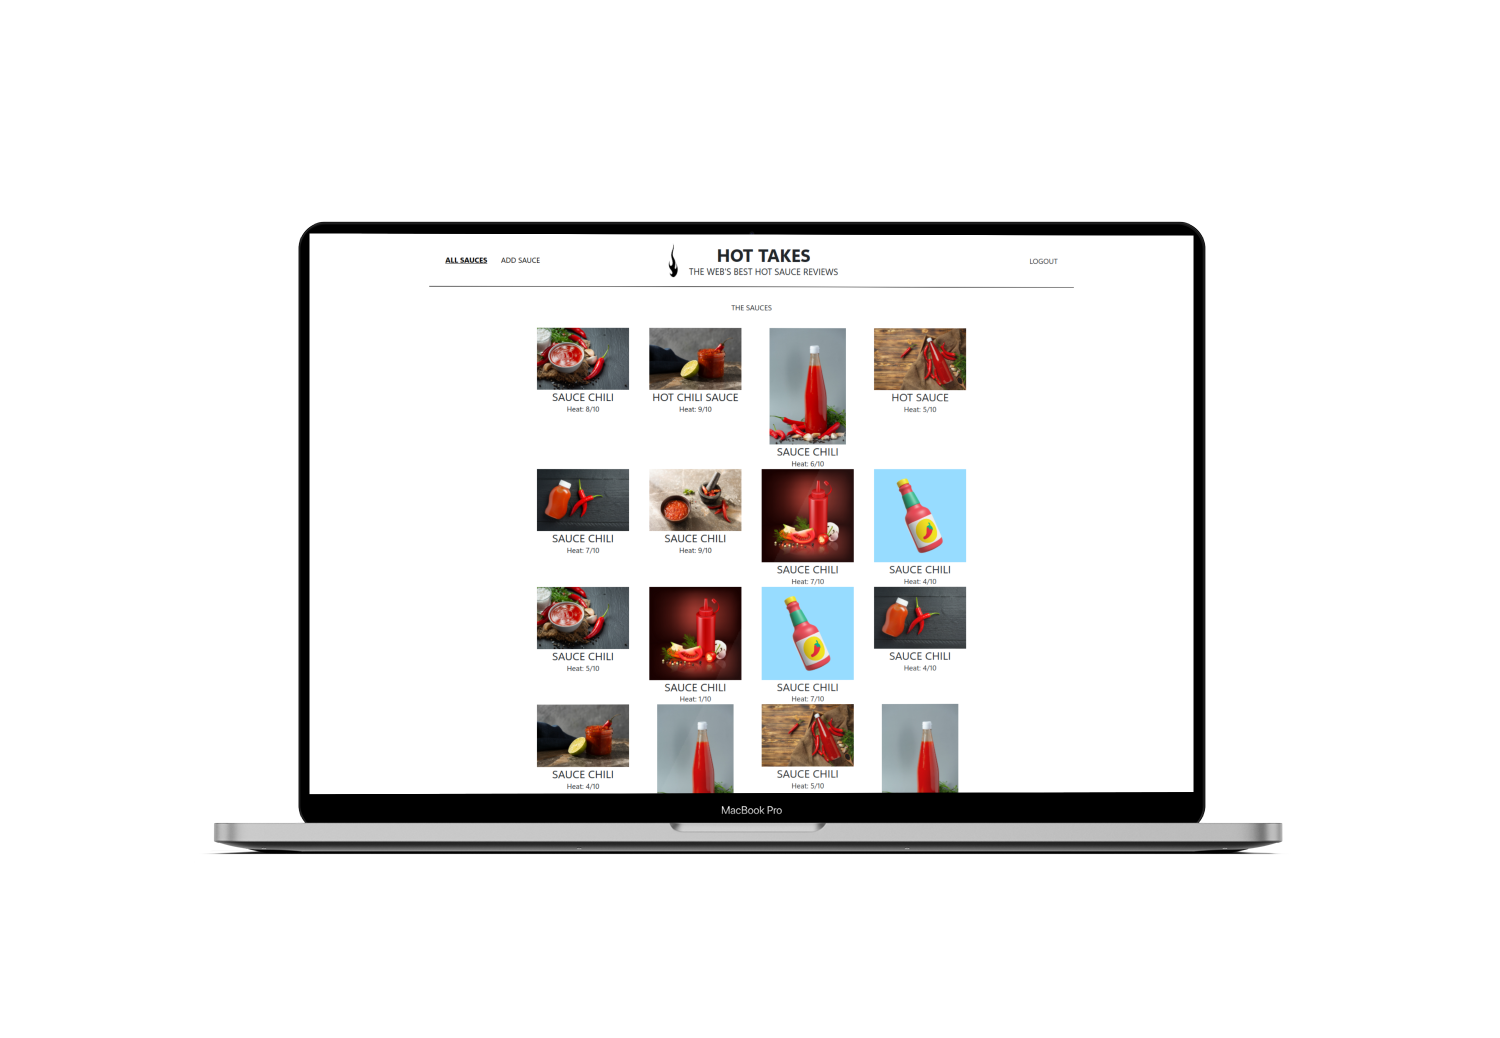 ALL SAUCES
ADD SAUCE
HOT TAKES
THE WEB'S BEST HOT SAUCE REVIEWS
LOGOUT
THE SAUCES
SAUCE CHILI
Heat: 8/10
HOT CHILI SAUCE
Heat: 9/10
SAUCE CHILI
Heat: 6/10
HOT SAUCE
Heat: 5/10
SAUCE CHILI
Heat: 7/10
SAUCE CHILI
Heat: 9/10
SAUCE CHILI
Heat: 7/10
SAUCE CHILI
Heat: 4/10
SAUCE CHILI
Heat: 5/10
SAUCE CHILI
Heat: 1/10
SAUCE CHILI
Heat: 7/10
SAUCE CHILI
Heat: 4/10
SAUCE CHILI
Heat: 4/10
SAUCE CHILI
Heat: 5/10
MacBook Pro